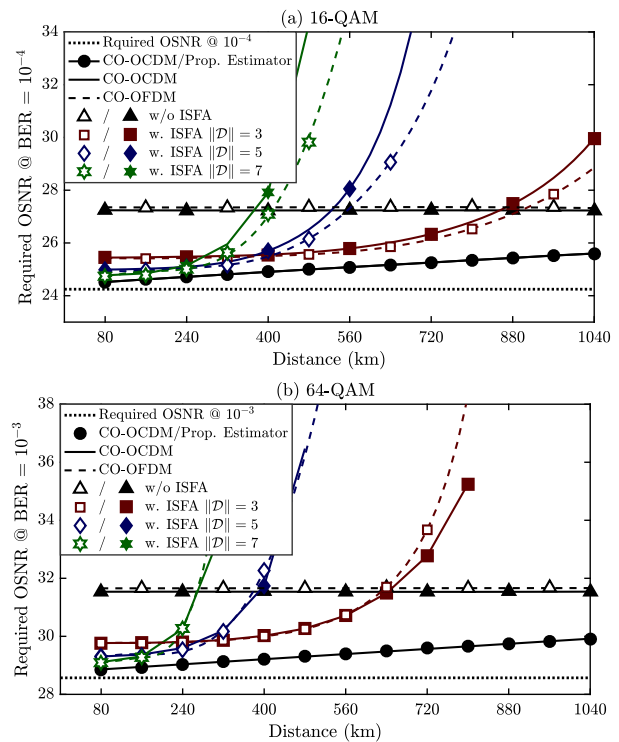 (a) 16-QAM
34
32
30
28
26
24
Required OSNR @ BER = 10⁻⁴
Rquired OSNR @ 10⁻⁴
CO-OCDM/Prop. Estimator
CO-OCDM
CO-OFDM
/ w/o ISFA
/ w. ISFA ‖𝒟‖ = 3
/ w. ISFA ‖𝒟‖ = 5
/ w. ISFA ‖𝒟‖ = 7
80 240 400 560 720 880 1040
Distance (km)
(b) 64-QAM
38
36
34
32
30
28
Required OSNR @ BER = 10⁻³
Required OSNR @ 10⁻³
CO-OCDM/Prop. Estimator
CO-OCDM
CO-OFDM
/ w/o ISFA
/ w. ISFA ‖𝒟‖ = 3
/ w. ISFA ‖𝒟‖ = 5
/ w. ISFA ‖𝒟‖ = 7
80 240 400 560 720 880 1040
Distance (km)